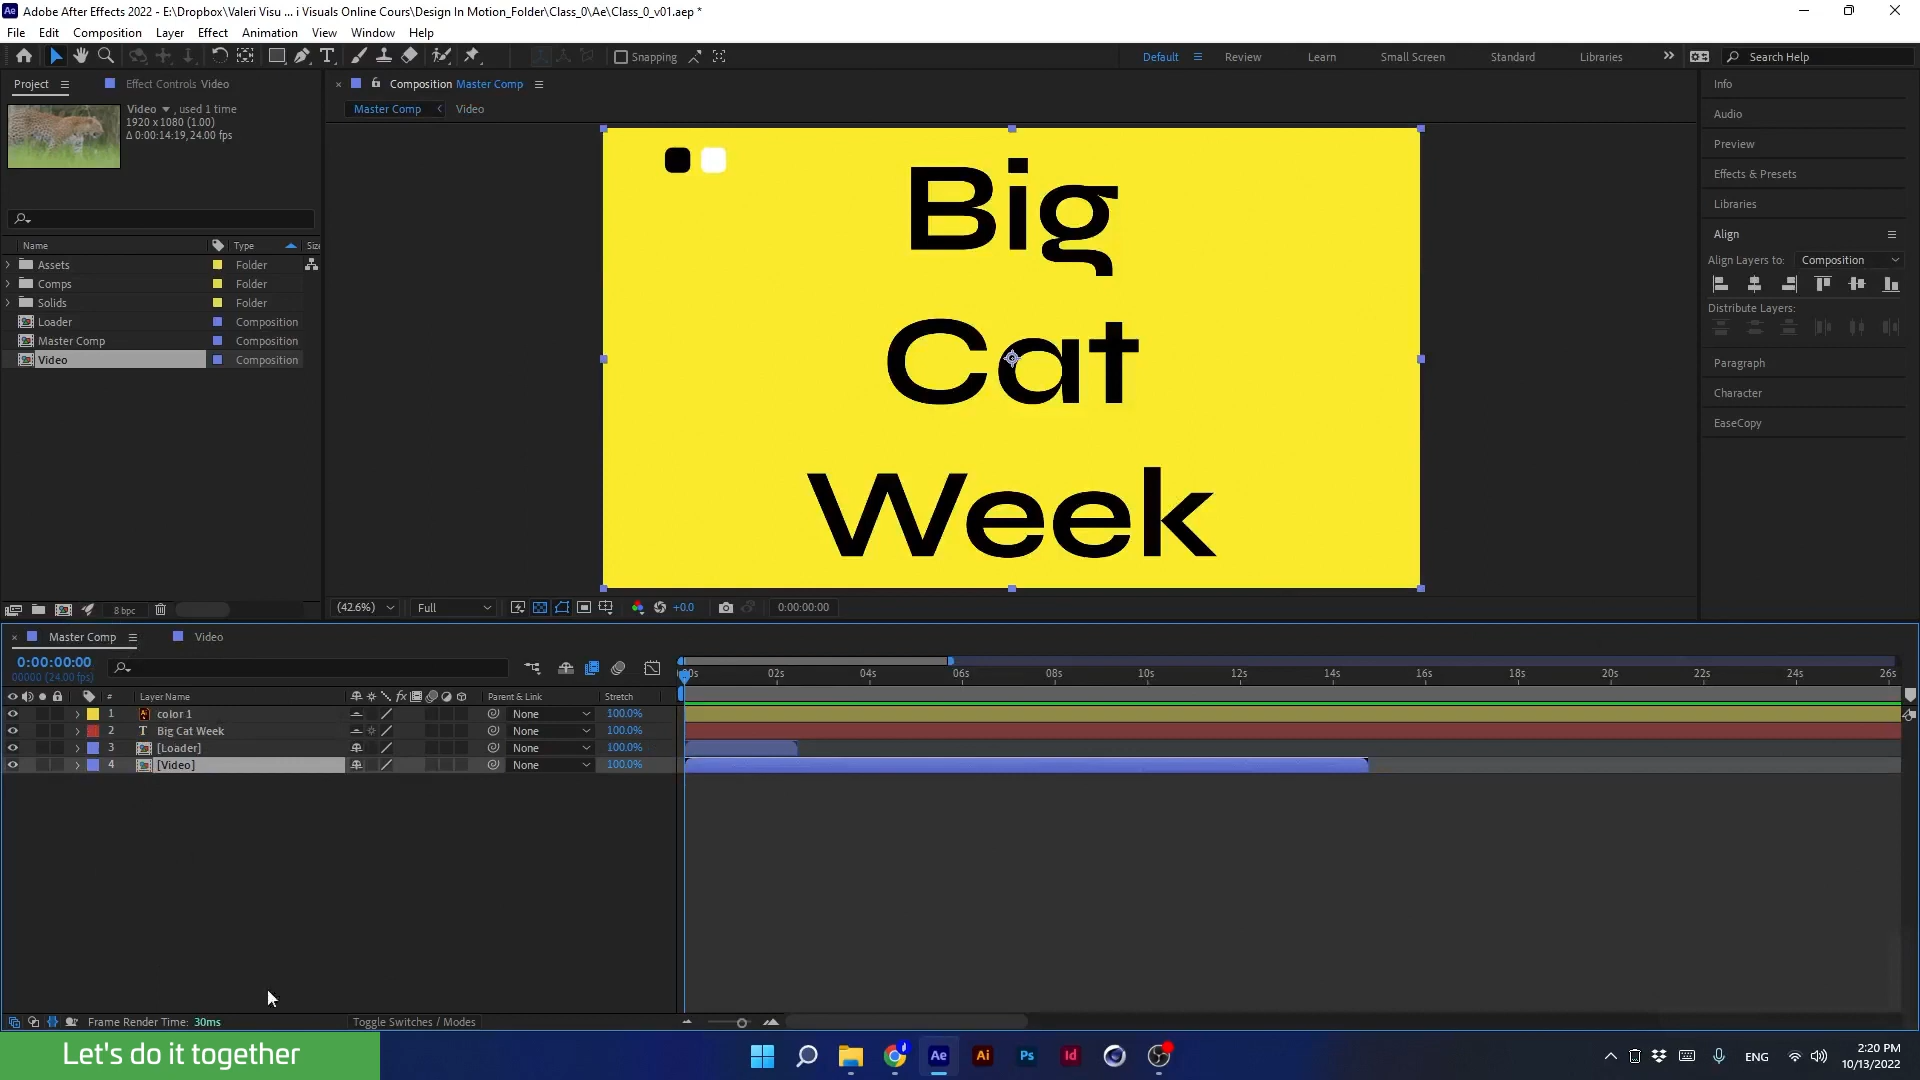 Adobe After Effects 2022 - E:\Dropbox\Valeri Visu ... i Visuals Online Cours\Design In Motion_Folder\Class_0\Ae\Class_0_v01.aep *
File Edit Composition Layer Effect Animation View Window Help
Snapping
Default Review Learn Small Screen Standard Libraries Search Help
Project Effect Controls Video
Composition Master Comp
Master Comp Video
Video , used 1 time
1920 x 1080 (1.00)
Δ 0:00:14:19, 24.00 fps
Name Type Size
Assets Folder
Comps Folder
Solids Folder
Loader Composition
Master Comp Composition
Video Composition
8 bpc
Big
Cat
Week
(42.6%) Full +0.0 0:00:00:00
Info
Audio
Preview
Effects & Presets
Libraries
Align
Align Layers to: Composition
Distribute Layers:
Paragraph
Character
EaseCopy
Master Comp Video
0:00:00:00
00000 (24.00 fps)
02s 04s 06s 08s 10s 12s 14s 16s 18s 20s 22s 24s 26s
# Layer Name fx Parent & Link Stretch
1 color 1 None 100.0%
2 T Big Cat Week None 100.0%
3 [Loader] None 100.0%
4 [Video] None 100.0%
Frame Render Time: 30ms Toggle Switches / Modes
Let's do it together
Ae Ai Ps Id
ENG
2:20 PM
10/13/2022